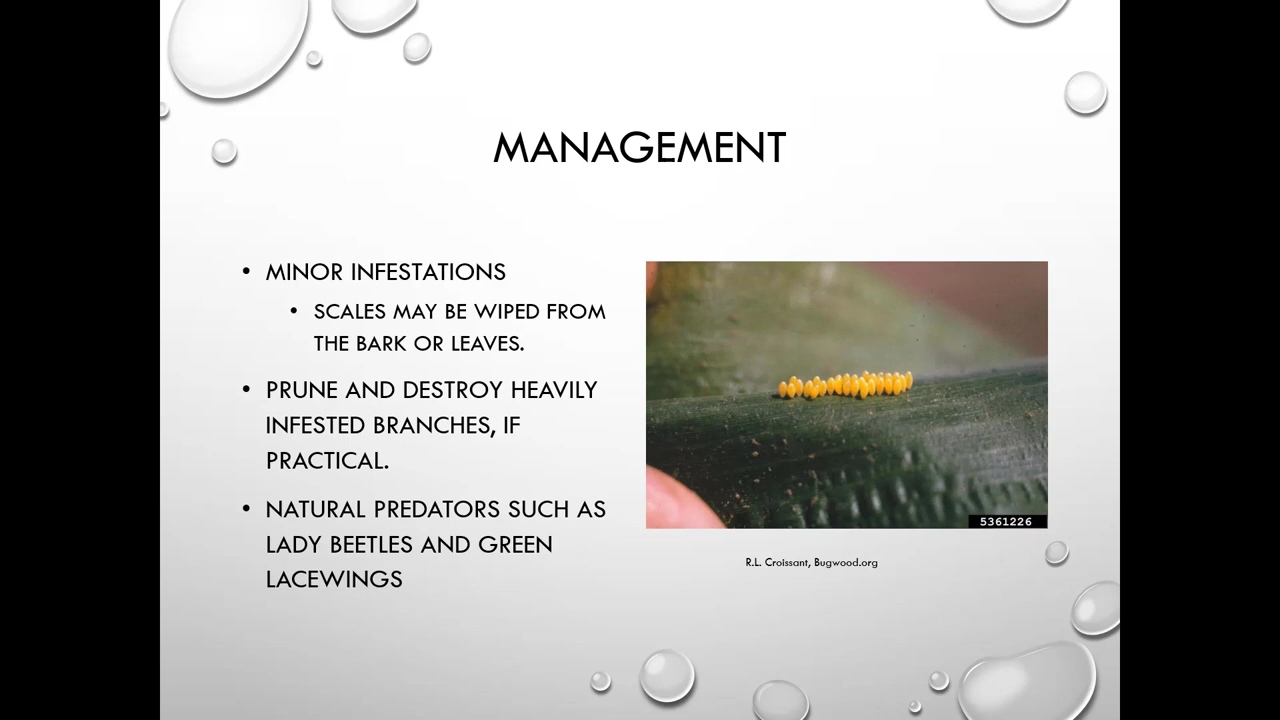 MANAGEMENT
• MINOR INFESTATIONS
• SCALES MAY BE WIPED FROM
THE BARK OR LEAVES.
• PRUNE AND DESTROY HEAVILY
INFESTED BRANCHES, IF
PRACTICAL.
• NATURAL PREDATORS SUCH AS
LADY BEETLES AND GREEN
LACEWINGS
5361226
R.L. Croissant, Bugwood.org